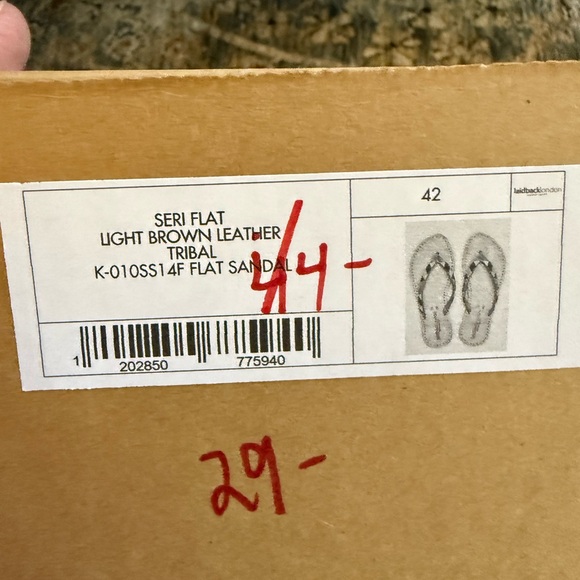 SERI FLAT
LIGHT BROWN LEATHER
TRIBAL
K-010SS14F FLAT SANDAL
42
laidbacklondon
44-
1 202850 775940
29-